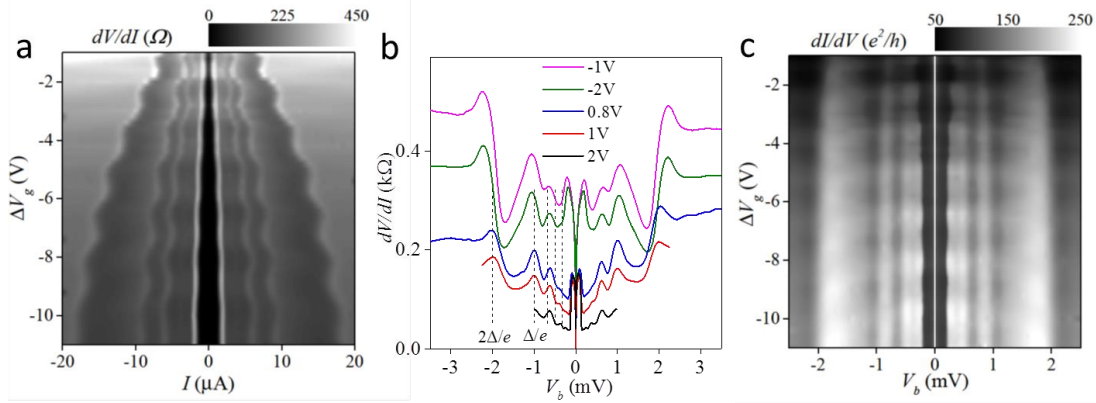 a
0 225 450
dV/dI (Ω)
ΔVg (V)
-2
-4
-6
-8
-10
-20 -10 0 10 20
I (μA)
b
dV/dI (kΩ)
0.4
0.2
0.0
-1V
-2V
0.8V
1V
2V
2Δ/e Δ/e
-3 -2 -1 0 1 2 3
Vb (mV)
c
50 150 250
dI/dV (e²/h)
ΔVg (V)
-2
-4
-6
-8
-10
-2 0 2
Vb (mV)